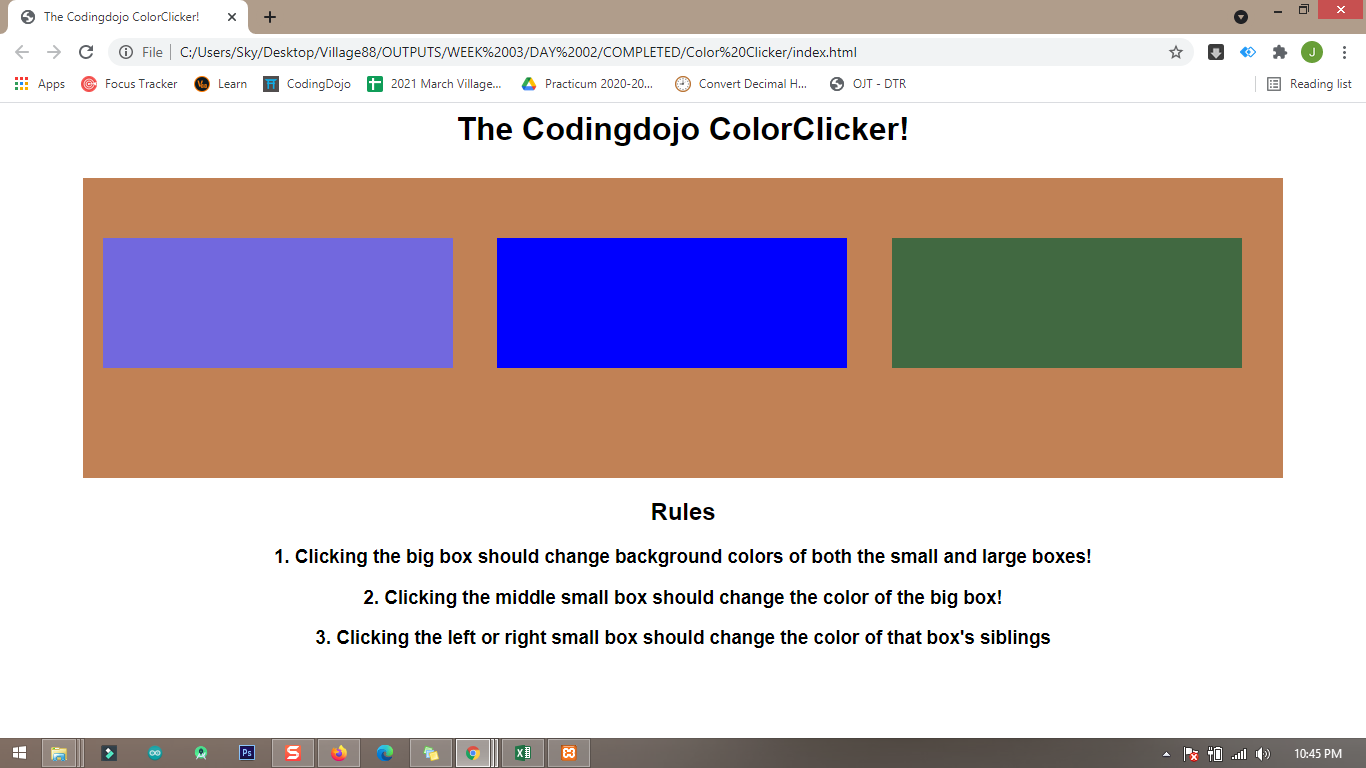 The Codingdojo ColorClicker!
File C:/Users/Sky/Desktop/Village88/OUTPUTS/WEEK%2003/DAY%2002/COMPLETED/Color%20Clicker/index.html J
Apps Focus Tracker Learn CodingDojo 2021 March Village... Practicum 2020-20... Convert Decimal H... OJT - DTR Reading list
The Codingdojo ColorClicker!
Rules
1. Clicking the big box should change background colors of both the small and large boxes!
2. Clicking the middle small box should change the color of the big box!
3. Clicking the left or right small box should change the color of that box's siblings
Ps S 10:45 PM